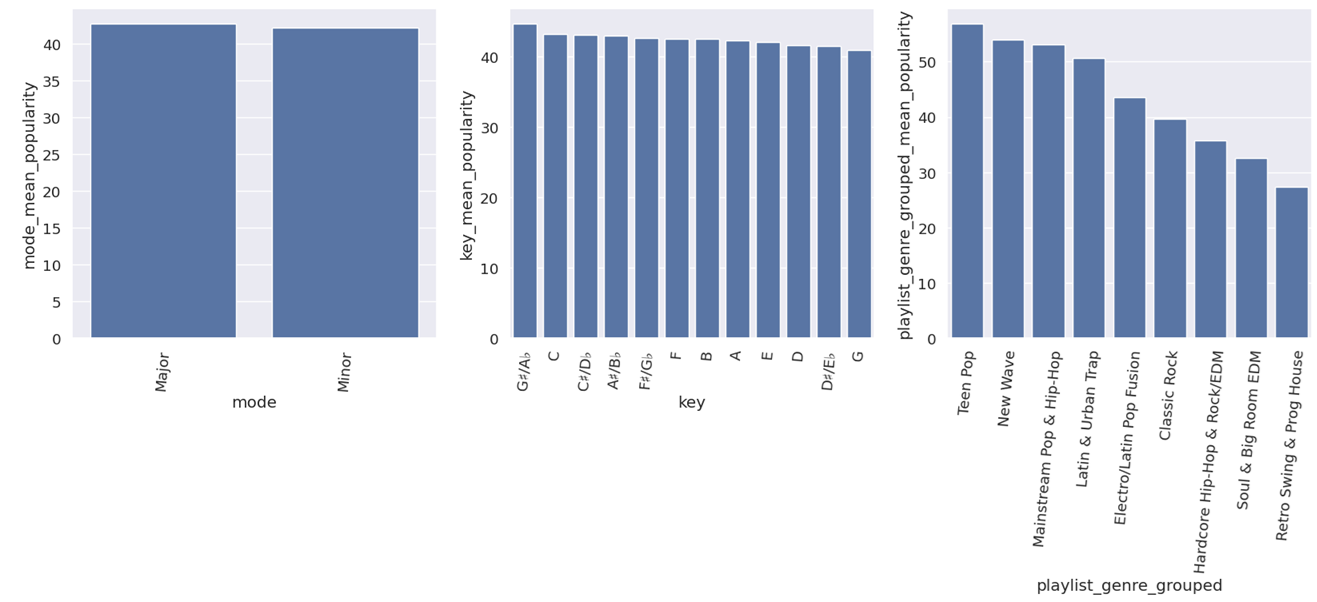 mode_mean_popularity
40
35
30
25
20
15
10
5
0
Major
Minor
mode
key_mean_popularity
40
30
20
10
0
G♯/A♭
C
C♯/D♭
A♯/B♭
F♯/G♭
F
B
A
E
D
D♯/E♭
G
key
playlist_genre_grouped_mean_popularity
50
40
30
20
10
0
Teen Pop
New Wave
Mainstream Pop & Hip-Hop
Latin & Urban Trap
Electro/Latin Pop Fusion
Classic Rock
Hardcore Hip-Hop & Rock/EDM
Soul & Big Room EDM
Retro Swing & Prog House
playlist_genre_grouped